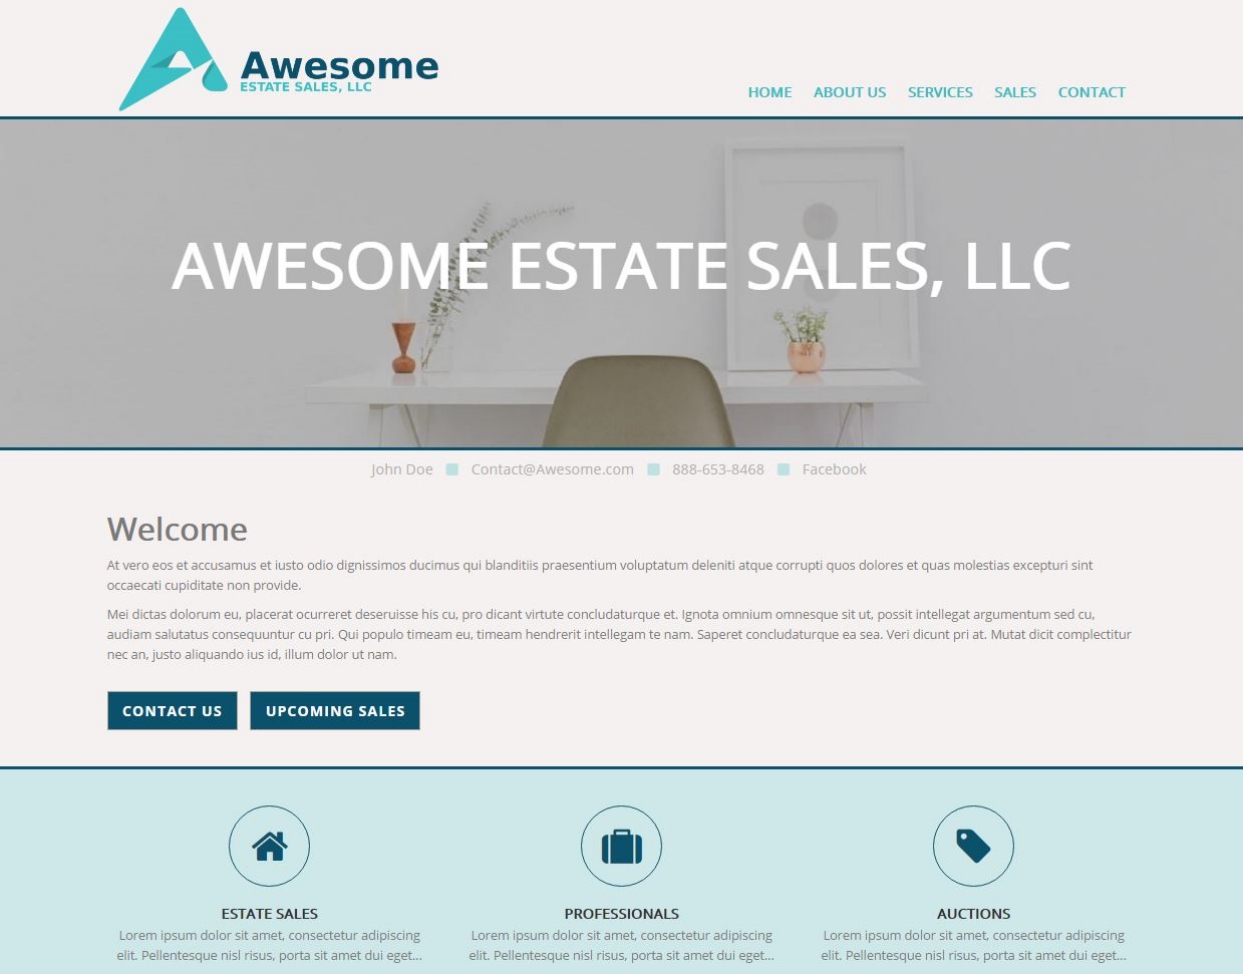 Awesome
ESTATE SALES, LLC
HOME ABOUT US SERVICES SALES CONTACT
AWESOME ESTATE SALES, LLC
John Doe Contact@Awesome.com 888-653-8468 Facebook
Welcome
At vero eos et accusamus et iusto odio dignissimos ducimus qui blanditiis praesentium voluptatum deleniti atque corrupti quos dolores et quas molestias excepturi sint
occaecati cupiditate non provide.
Mei dictas dolorum eu, placerat ocurreret deseruisse his cu, pro dicant virtute concludaturque et. Ignota omnium omnesque sit ut, possit intellegat argumentum sed cu,
audiam salutatus consequuntur cu pri. Qui populo timeam eu, timeam hendrerit intellegam te nam. Saperet concludaturque ea sea. Veri dicunt pri at. Mutat dicit complectitur
nec an, justo aliquando ius id, illum dolor ut nam.
CONTACT US UPCOMING SALES
ESTATE SALES
Lorem ipsum dolor sit amet, consectetur adipiscing
elit. Pellentesque nisl risus, porta sit amet dui eget...
PROFESSIONALS
Lorem ipsum dolor sit amet, consectetur adipiscing
elit. Pellentesque nisl risus, porta sit amet dui eget...
AUCTIONS
Lorem ipsum dolor sit amet, consectetur adipiscing
elit. Pellentesque nisl risus, porta sit amet dui eget...